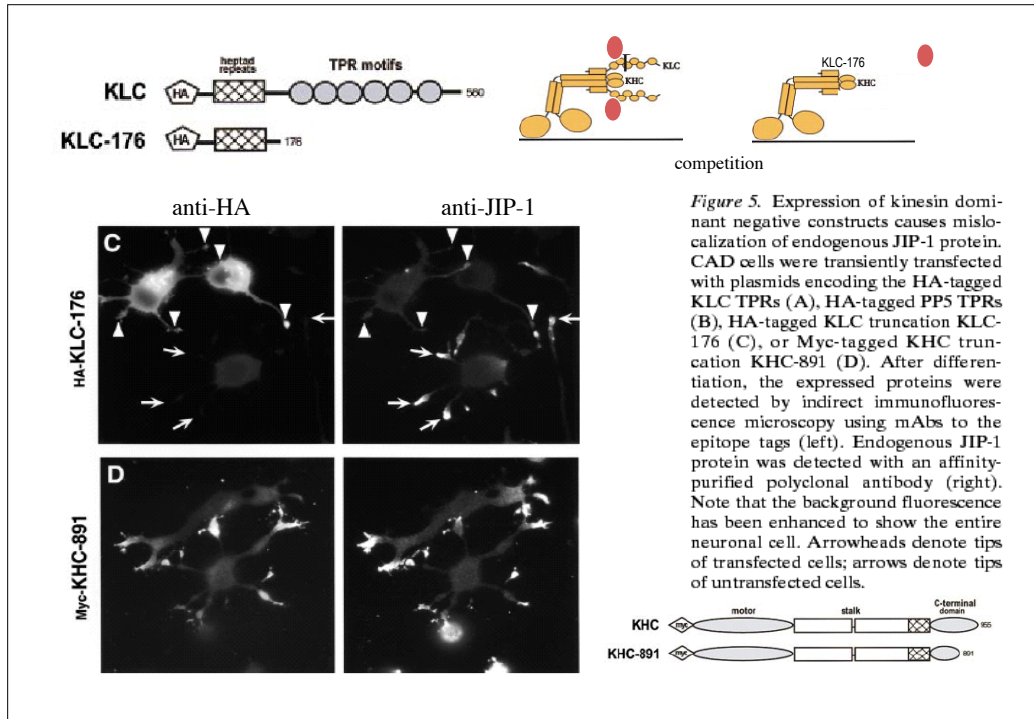 heptad
repeats
TPR motifs
KLC
HA
560
KLC-176
HA
176
KLC
KHC
KLC-176
KHC
competition
anti-HA
anti-JIP-1
HA-KLC-176
C
Myc-KHC-891
D
Figure 5. Expression of kinesin domi-
nant negative constructs causes mislo-
calization of endogenous JIP-1 protein.
CAD cells were transiently transfected
with plasmids encoding the HA-tagged
KLC TPRs (A), HA-tagged PP5 TPRs
(B), HA-tagged KLC truncation KLC-
176 (C), or Myc-tagged KHC trun-
cation KHC-891 (D). After differen-
tiation, the expressed proteins were
detected by indirect immunofluores-
cence microscopy using mAbs to the
epitope tags (left). Endogenous JIP-1
protein was detected with an affinity-
purified polyclonal antibody (right).
Note that the background fluorescence
has been enhanced to show the entire
neuronal cell. Arrowheads denote tips
of transfected cells; arrows denote tips
of untransfected cells.
motor
stalk
C-terminal
domain
KHC
myc
955
KHC-891
myc
891